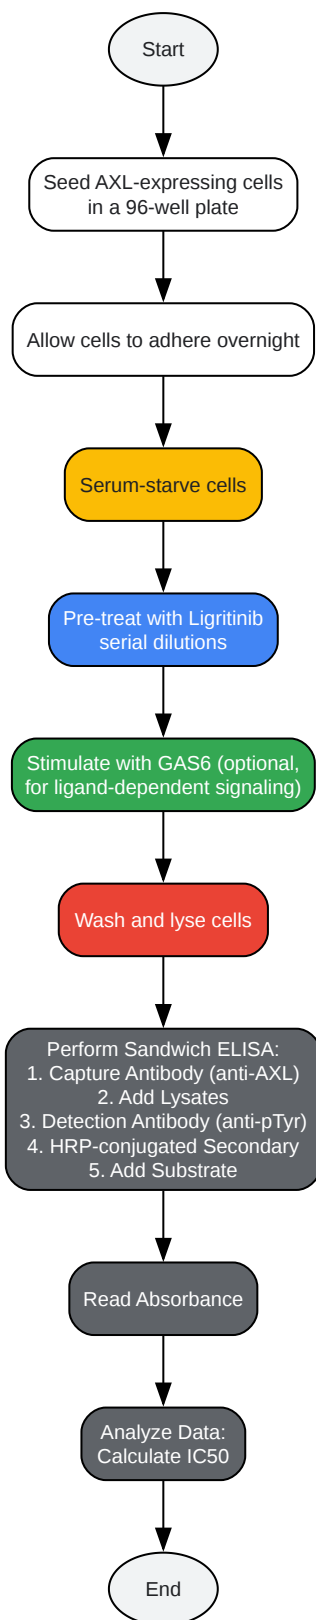 Start
Seed AXL-expressing cells
in a 96-well plate
Allow cells to adhere overnight
Serum-starve cells
Pre-treat with Ligritinib
serial dilutions
Stimulate with GAS6 (optional,
for ligand-dependent signaling)
Wash and lyse cells
Perform Sandwich ELISA:
1. Capture Antibody (anti-AXL)
2. Add Lysates
3. Detection Antibody (anti-pTyr)
4. HRP-conjugated Secondary
5. Add Substrate
Read Absorbance
Analyze Data:
Calculate IC50
End